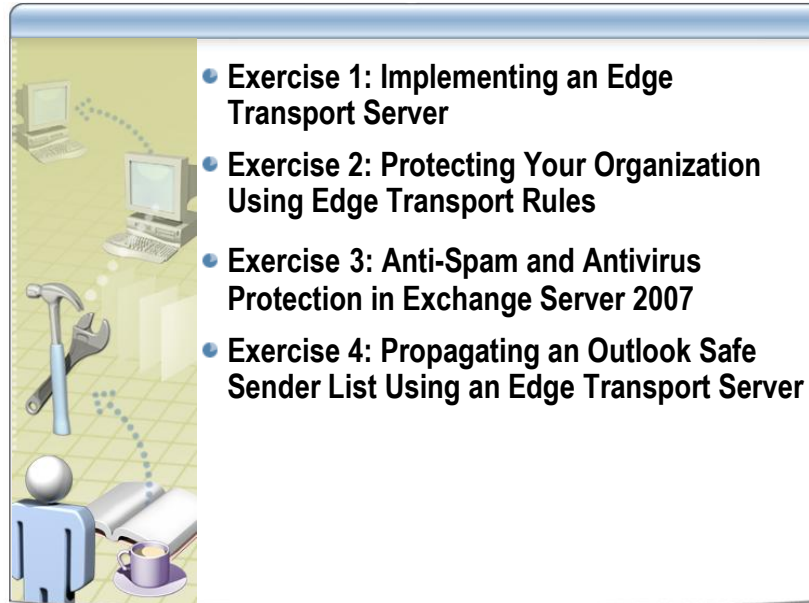 Exercise 1: Implementing an Edge
Transport Server
Exercise 2: Protecting Your Organization
Using Edge Transport Rules
Exercise 3: Anti-Spam and Antivirus
Protection in Exchange Server 2007
Exercise 4: Propagating an Outlook Safe
Sender List Using an Edge Transport Server